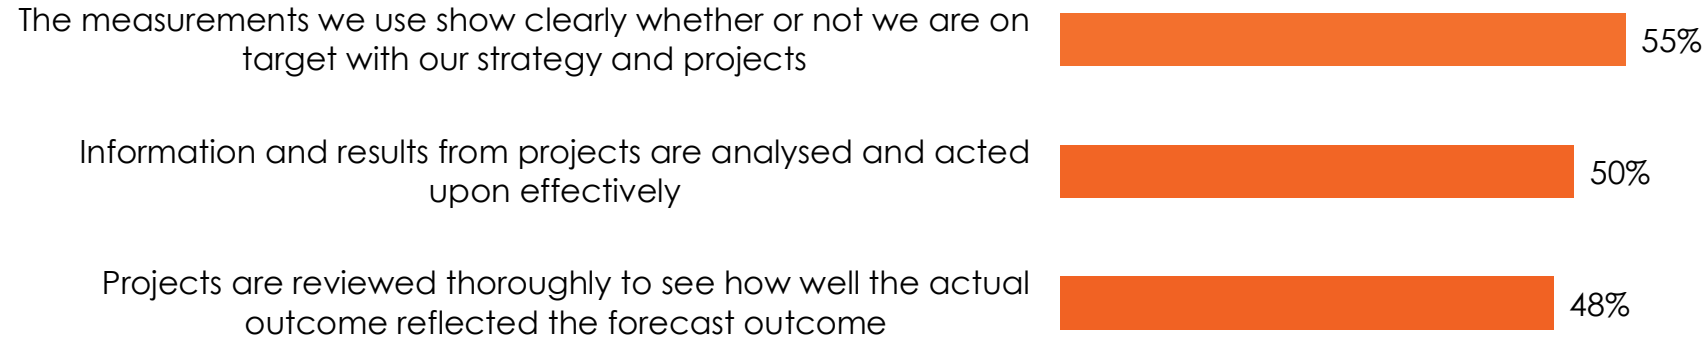 The measurements we use show clearly whether or not we are on
target with our strategy and projects
55%
Information and results from projects are analysed and acted
upon effectively
50%
Projects are reviewed thoroughly to see how well the actual
outcome reflected the forecast outcome
48%